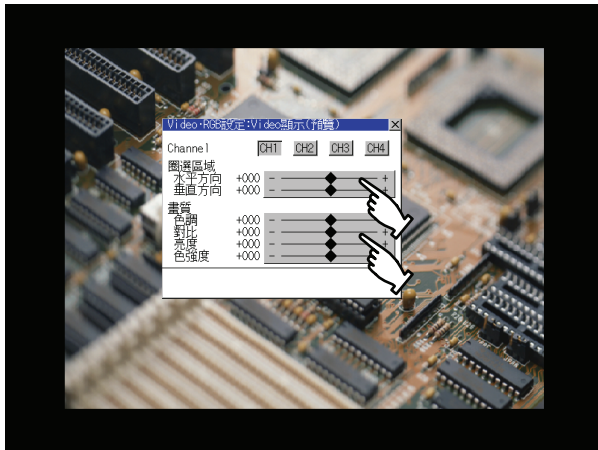 Video·RGB設定:Video顯示(預覽) ×
Channel CH1 CH2 CH3 CH4
圈選區域
水平方向 +000 - +
垂直方向 +000 - +
畫質
色調 +000 - +
對比 +000 - +
亮度 +000 - +
色強度 +000 -